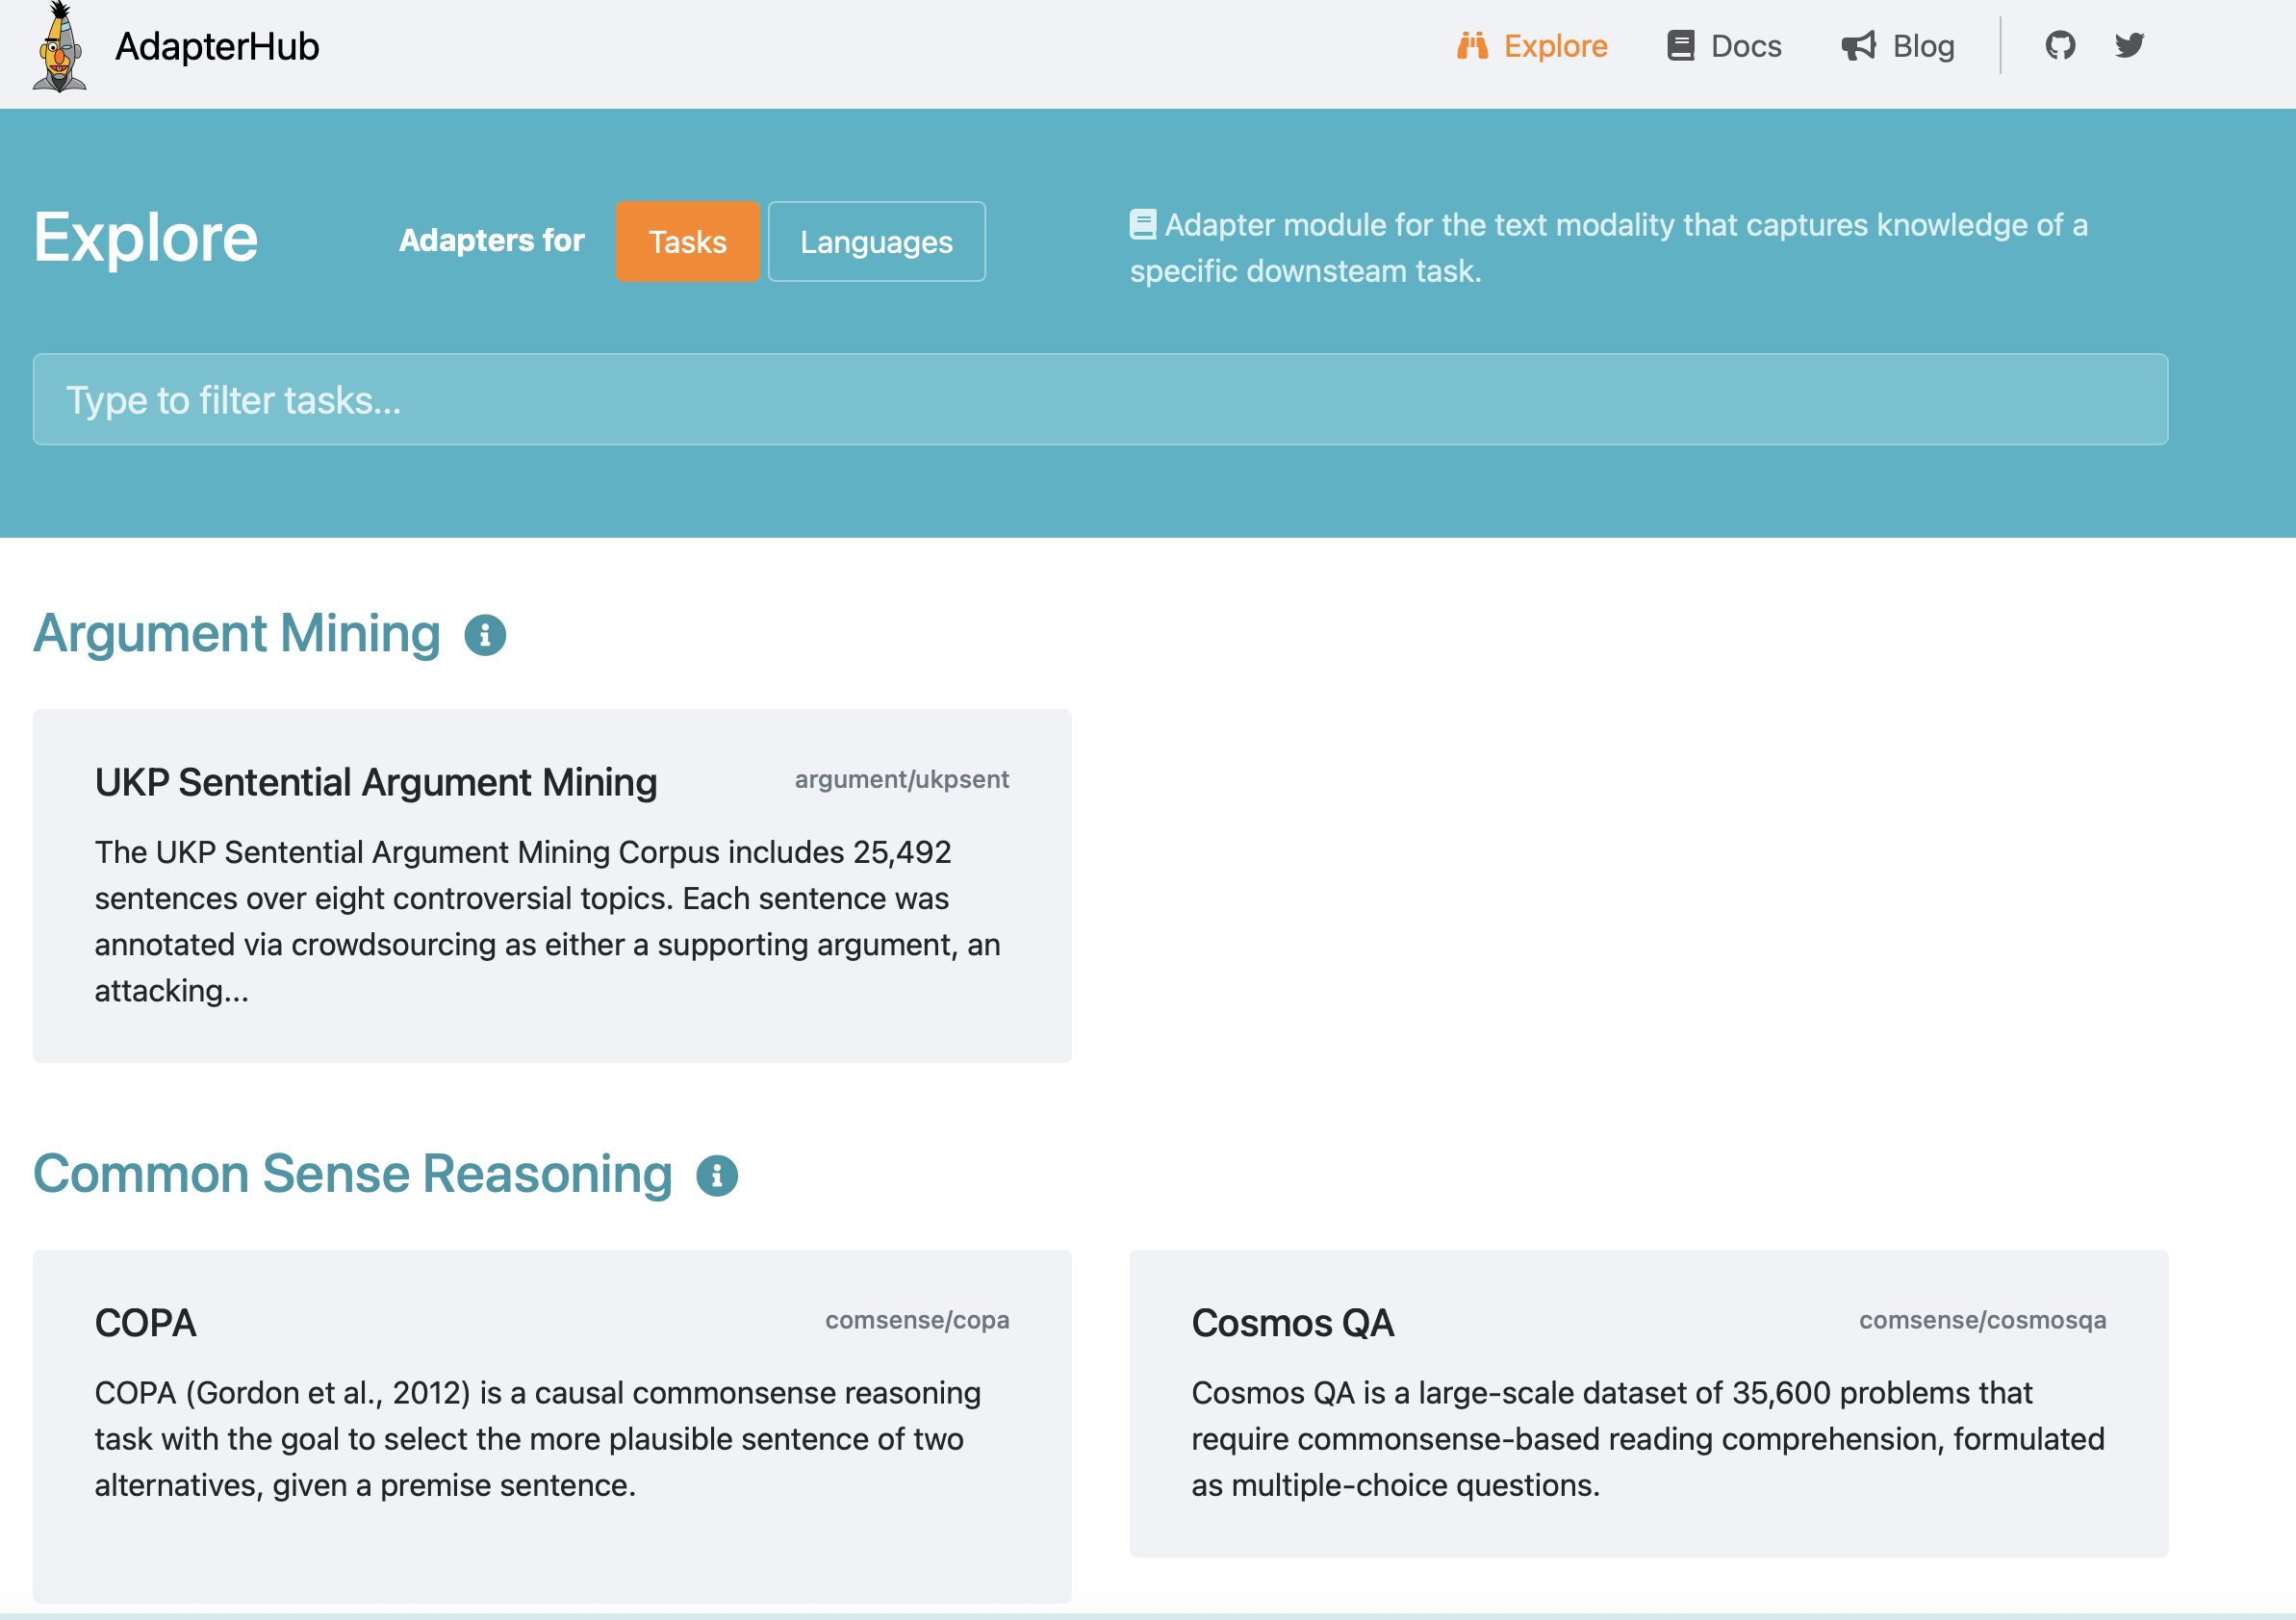 AdapterHub
Explore
Docs
Blog
Explore
Adapters for
Tasks
Languages
Adapter module for the text modality that captures knowledge of a
specific downsteam task.
Type to filter tasks...
Argument Mining
UKP Sentential Argument Mining
argument/ukpsent
The UKP Sentential Argument Mining Corpus includes 25,492
sentences over eight controversial topics. Each sentence was
annotated via crowdsourcing as either a supporting argument, an
attacking...
Common Sense Reasoning
COPA
comsense/copa
COPA (Gordon et al., 2012) is a causal commonsense reasoning
task with the goal to select the more plausible sentence of two
alternatives, given a premise sentence.
Cosmos QA
comsense/cosmosqa
Cosmos QA is a large-scale dataset of 35,600 problems that
require commonsense-based reading comprehension, formulated
as multiple-choice questions.